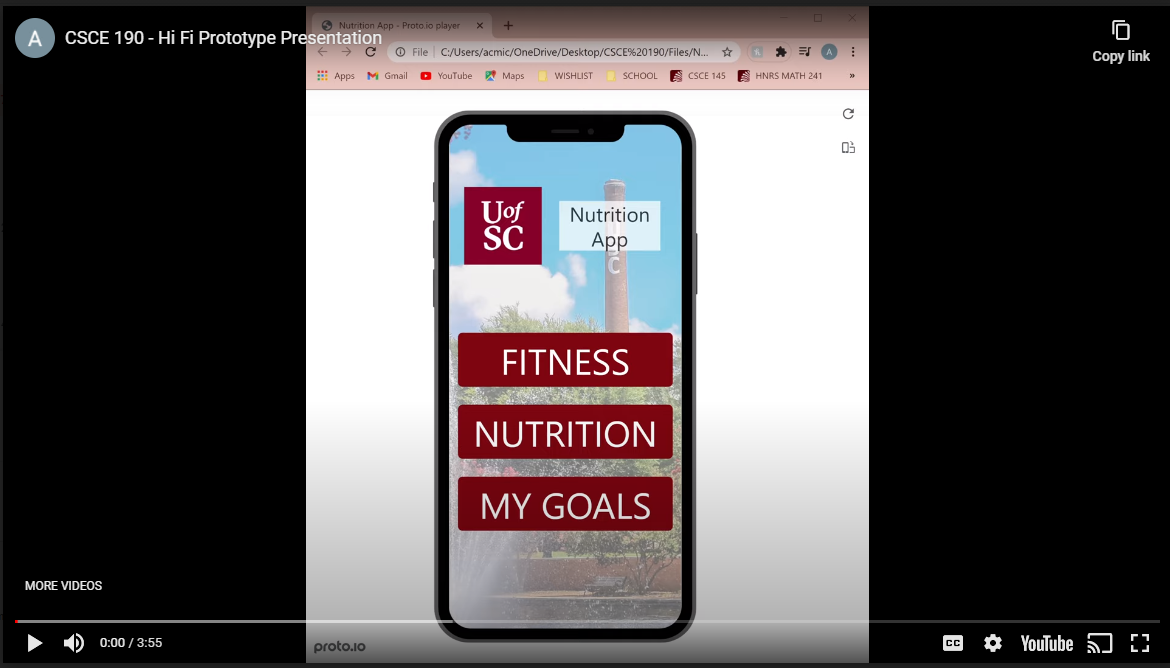 Nutrition App - Proto.io player
A
CSCE 190 - Hi Fi Prototype Presentation
Copy link
File
C:/Users/acmic/OneDrive/Desktop/CSCE%20190/Files/N...
A
Apps
Gmail
YouTube
Maps
WISHLIST
SCHOOL
CSCE 145
HNRS MATH 241
»
U of
SC
Nutrition
App
C
FITNESS
NUTRITION
MY GOALS
MORE VIDEOS
0:00 / 3:55
CC
YouTube
proto.io